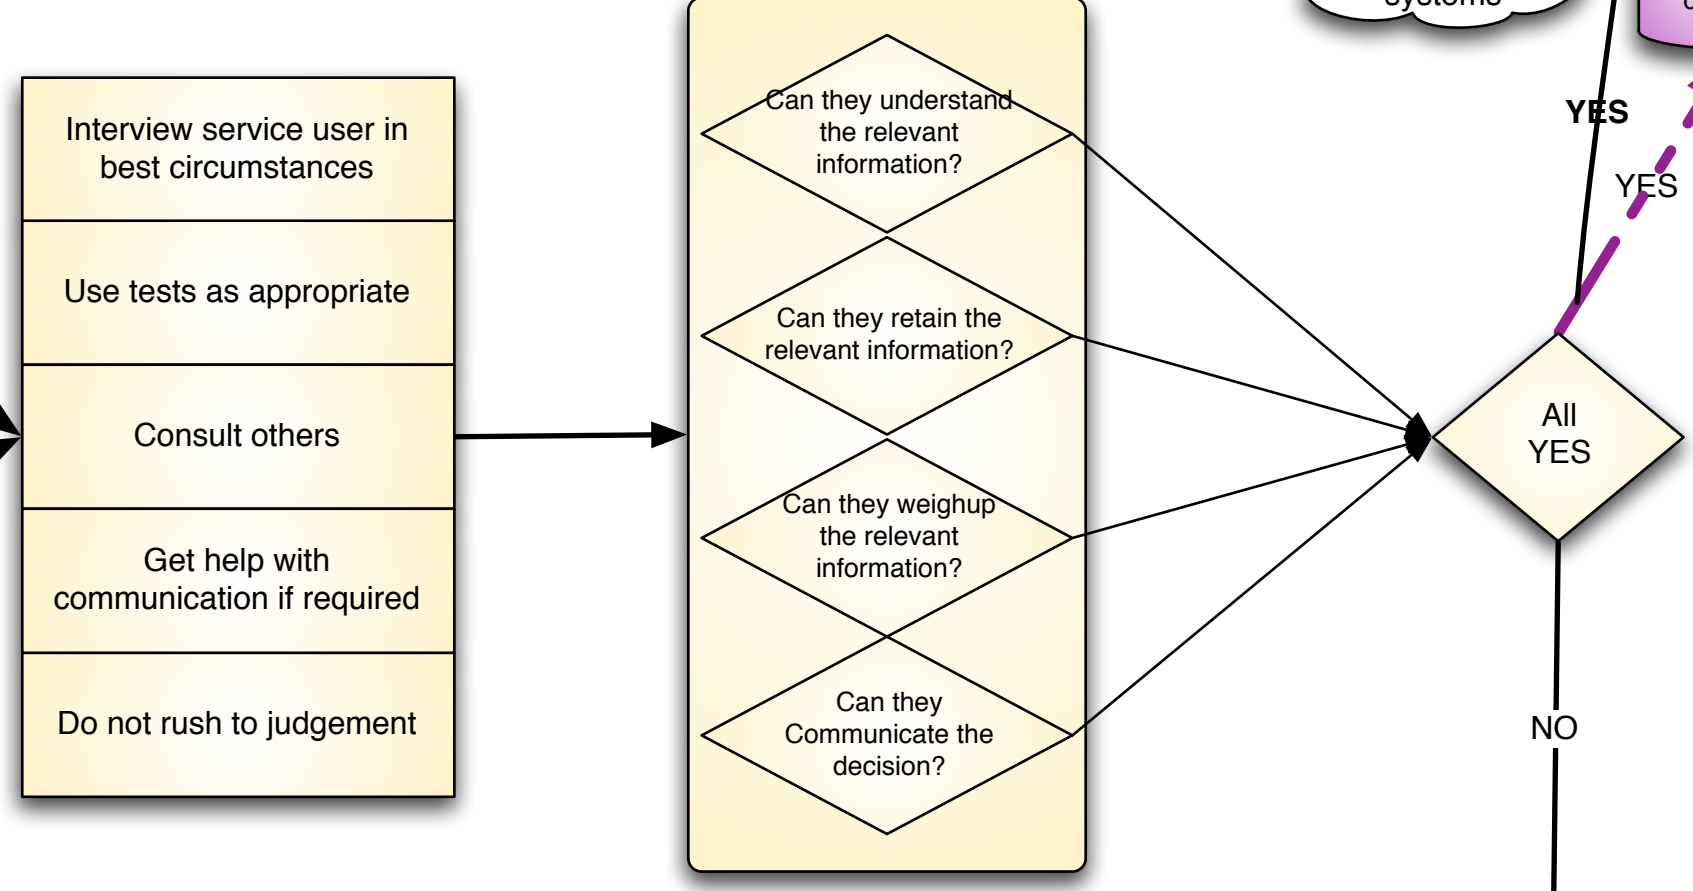 Interview service user in
best circumstances
Use tests as appropriate
Consult others
Get help with
communication if required
Do not rush to judgement
Can they understand
the relevant
information?
Can they retain the
relevant information?
Can they weighup
the relevant
information?
Can they
Communicate the
decision?
systems
YES
YES
All
YES
NO